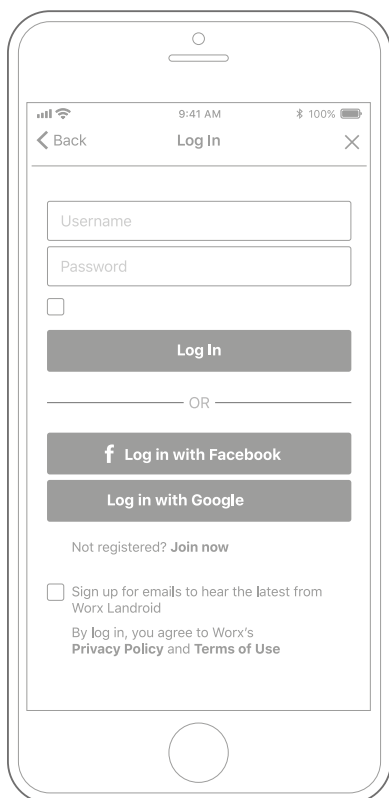 9:41 AM 100%
Back Log In
Username
Password
Log In
OR
f Log in with Facebook
Log in with Google
Not registered? Join now
Sign up for emails to hear the latest from
Worx Landroid
By log in, you agree to Worx's
Privacy Policy and Terms of Use